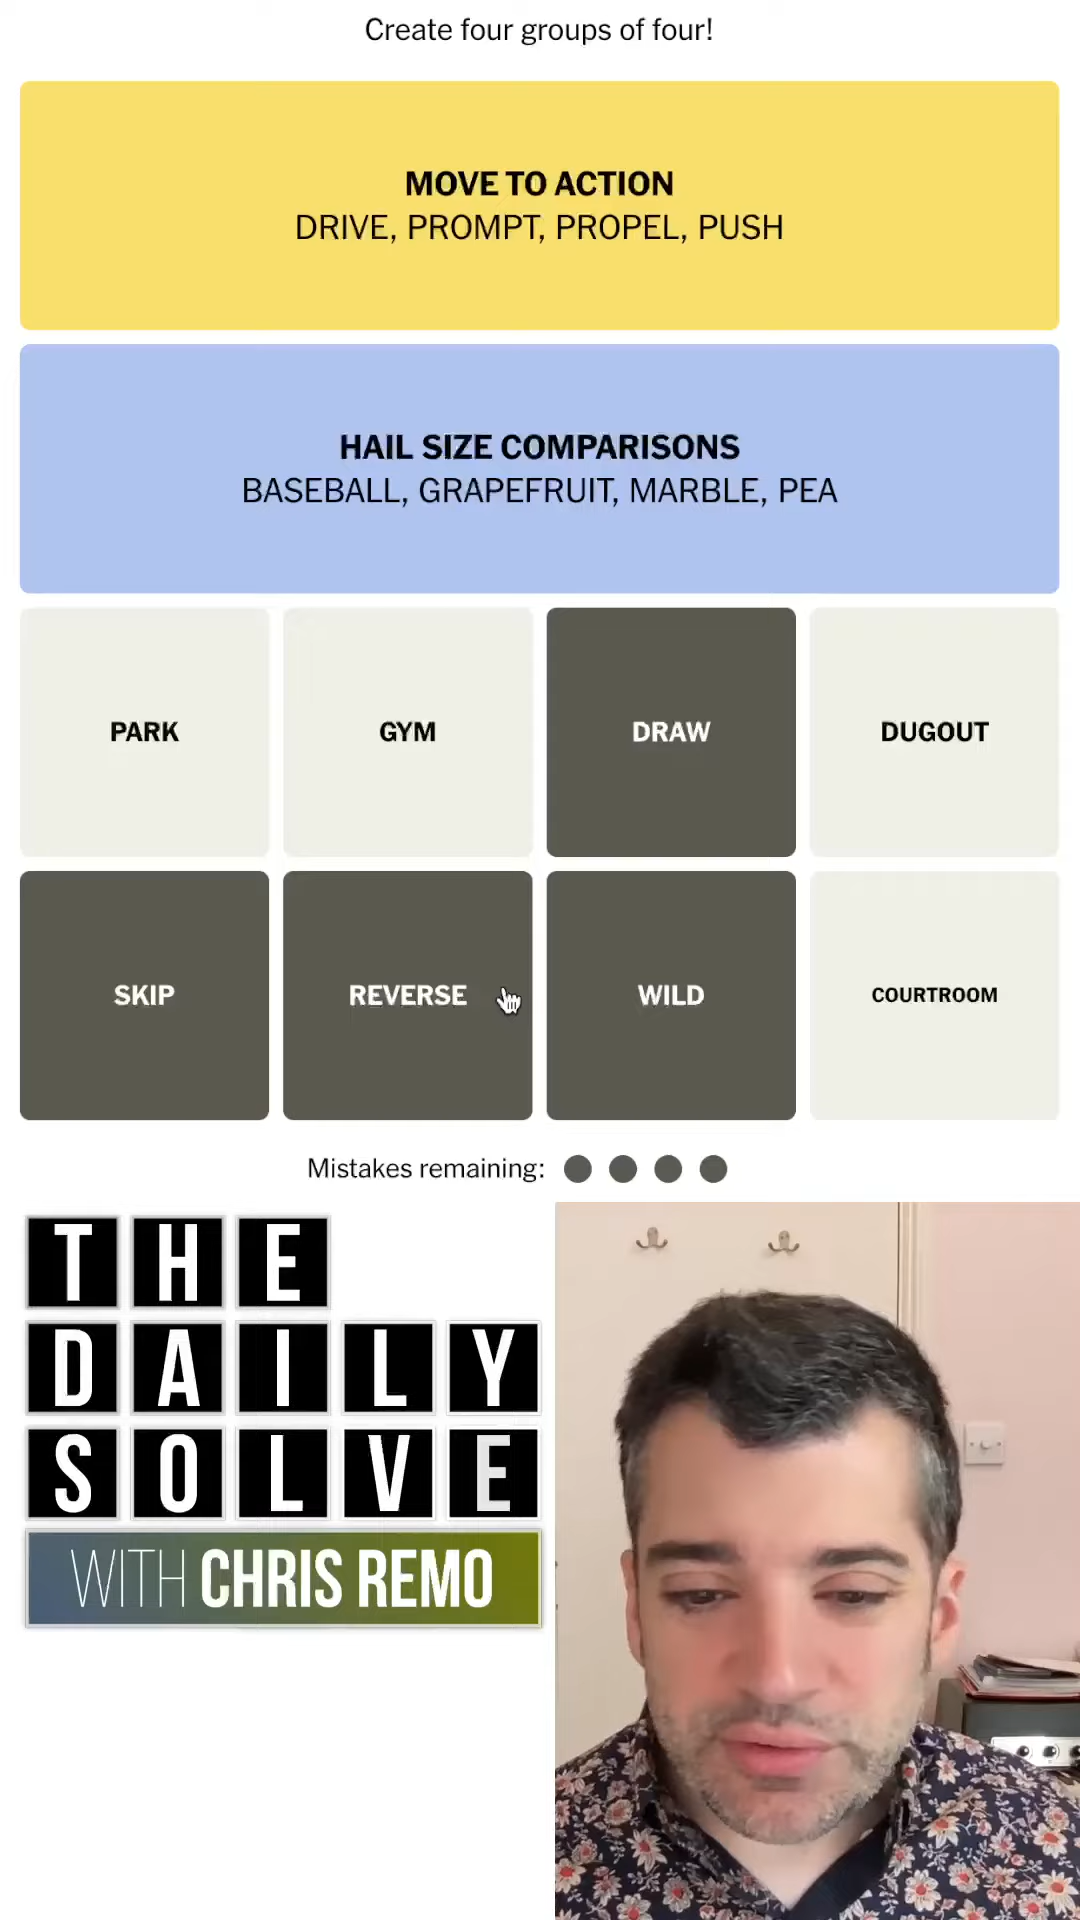 Create four groups of four!
MOVE TO ACTION
DRIVE, PROMPT, PROPEL, PUSH
HAIL SIZE COMPARISONS
BASEBALL, GRAPEFRUIT, MARBLE, PEA
PARK GYM DRAW DUGOUT
SKIP REVERSE WILD COURTROOM
Mistakes remaining:
THE
DAILY
SOLVE
WITH CHRIS REMO